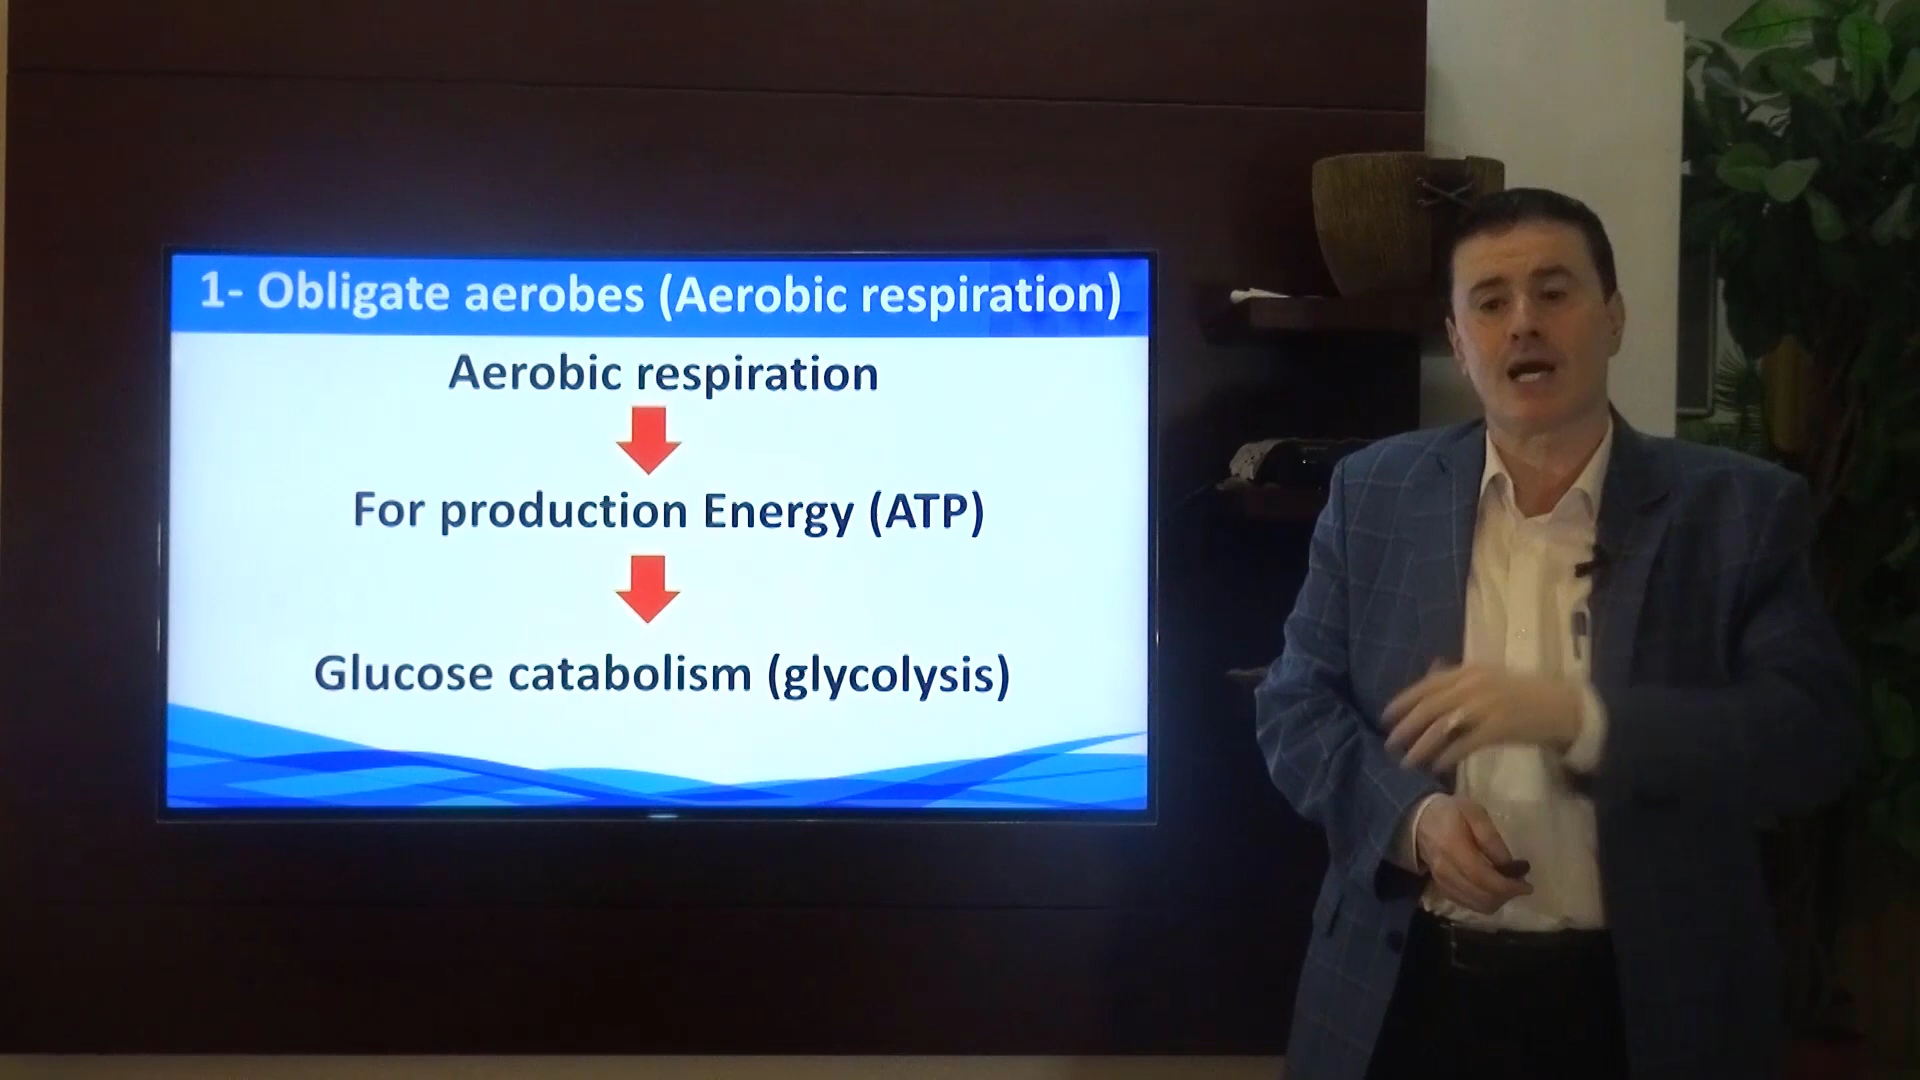 1- Obligate aerobes (Aerobic respiration)
Aerobic respiration
For production Energy (ATP)
Glucose catabolism (glycolysis)